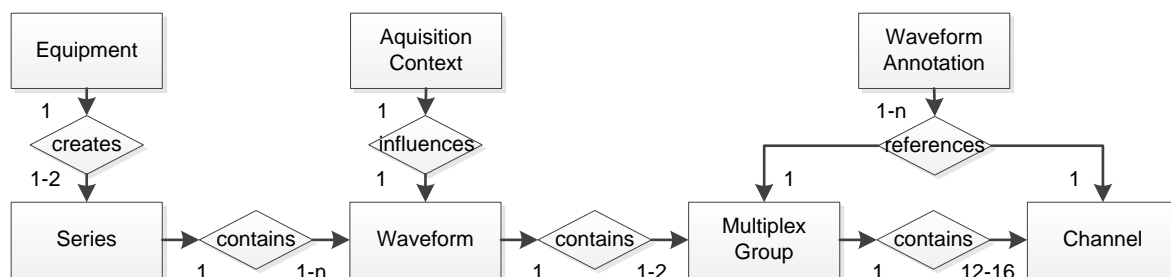 Equipment
Aquisition
Context
Waveform
Annotation
1
1
1-n
creates
influences
references
1-2
1
1
1
Series
contains
Waveform
contains
Multiplex
Group
contains
Channel
1
1-n
1
1-2
1
12-16